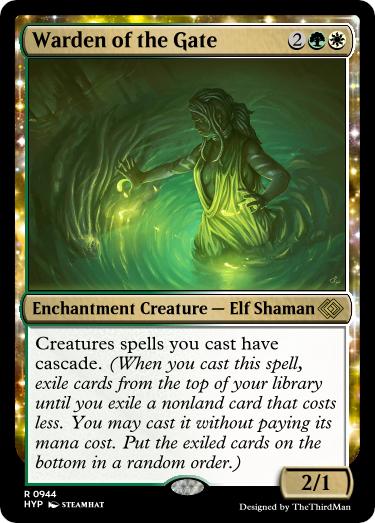 Warden of the Gate 2
Enchantment Creature — Elf Shaman
Creatures spells you cast have
cascade. (When you cast this spell,
exile cards from the top of your library
until you exile a nonland card that costs
less. You may cast it without paying its
mana cost. Put the exiled cards on the
bottom in a random order.)
2/1
R 0944
HYP STEAMHAT
Designed by TheThirdMan